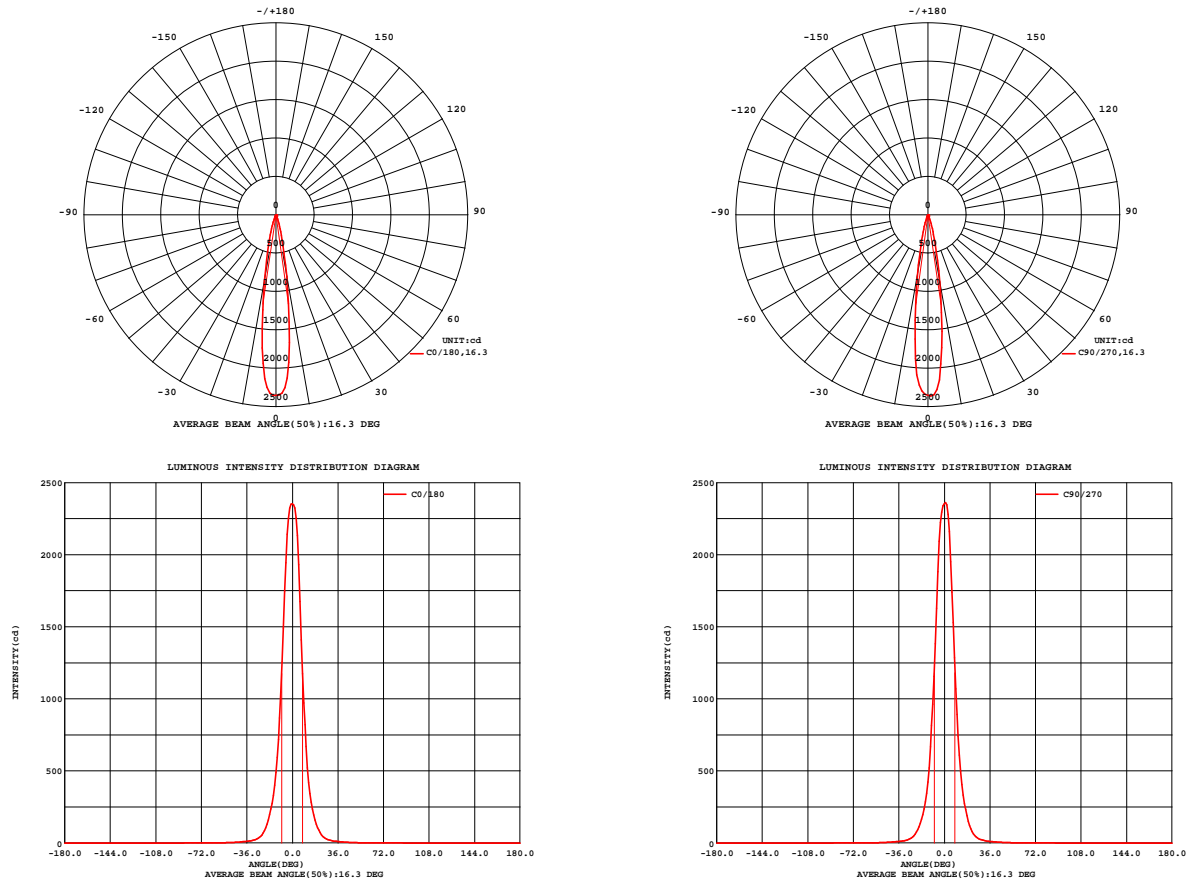 -/+180
-150 150
-120 120
-90 90
-60 60
-30 30
0
500
1000
1500
2000
2500
0
UNIT:cd
C0/180,16.3
AVERAGE BEAM ANGLE(50%):16.3 DEG
-/+180
-150 150
-120 120
-90 90
-60 60
-30 30
0
500
1000
1500
2000
2500
0
UNIT:cd
C90/270,16.3
AVERAGE BEAM ANGLE(50%):16.3 DEG
LUMINOUS INTENSITY DISTRIBUTION DIAGRAM
C0/180
INTENSITY(cd)
2500
2000
1500
1000
500
0
-180.0 -144.0 -108.0 -72.0 -36.0 0.0 36.0 72.0 108.0 144.0 180.0
ANGLE(DEG)
AVERAGE BEAM ANGLE(50%):16.3 DEG
LUMINOUS INTENSITY DISTRIBUTION DIAGRAM
C90/270
INTENSITY(cd)
2500
2000
1500
1000
500
0
-180.0 -144.0 -108.0 -72.0 -36.0 0.0 36.0 72.0 108.0 144.0 180.0
ANGLE(DEG)
AVERAGE BEAM ANGLE(50%):16.3 DEG